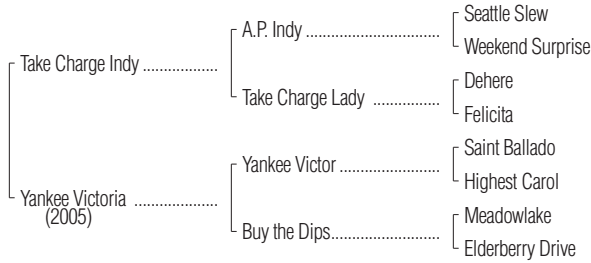 Seattle Slew
A.P. Indy
Weekend Surprise
Take Charge Indy
Dehere
Take Charge Lady
Felicita
Saint Ballado
Yankee Victor
Highest Carol
Yankee Victoria
(2005)
Meadowlake
Buy the Dips
Elderberry Drive